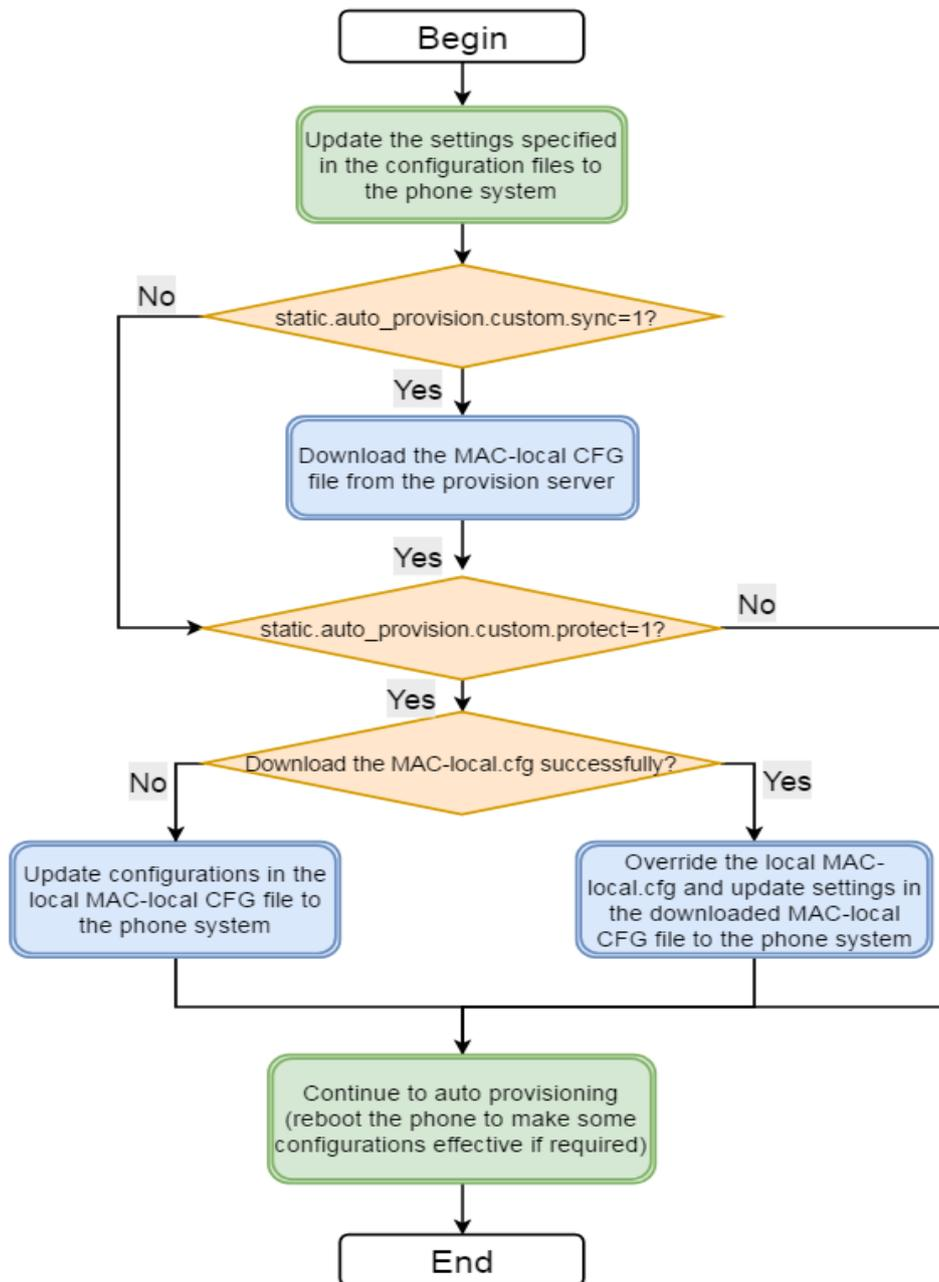 Begin
Update the settings specified
in the configuration files to
the phone system
No
static.auto_provision.custom.sync=1?
Yes
Download the MAC-local CFG
file from the provision server
Yes
No
static.auto_provision.custom.protect=1?
Yes
Download the MAC-local.cfg successfully?
No
Yes
Update configurations in the
local MAC-local CFG file to
the phone system
Override the local MAC-
local.cfg and update settings in
the downloaded MAC-local
CFG file to the phone system
Continue to auto provisioning
(reboot the phone to make some
configurations effective if required)
End